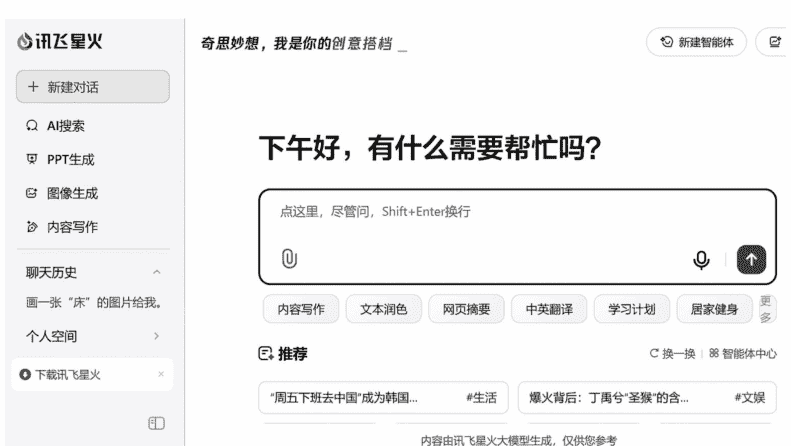 讯飞星火
新建对话
AI搜索
PPT生成
图像生成
内容写作
聊天历史
画一张“床”的图片给我。
个人空间
下载讯飞星火
奇思妙想，我是你的创意搭档 _
新建智能体
下午好，有什么需要帮忙吗？
点这里，尽管问，Shift+Enter换行
内容写作 文本润色 网页摘要 中英翻译 学习计划 居家健身 更多
推荐 换一换 智能体中心
“周五下班去中国”成为韩国... #生活 爆火背后：丁禹兮“圣猴”的含... #文娱
内容由讯飞星火大模型生成，仅供您参考